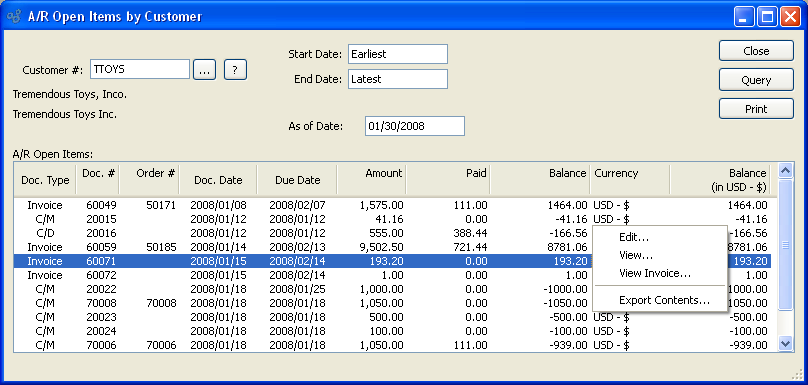 A/R Open Items by Customer
Customer #: TTOYS ... ?
Tremendous Toys, Inco.
Tremendous Toys Inc.
Start Date: Earliest
End Date: Latest
As of Date: 01/30/2008
Close
Query
Print
A/R Open Items:
Doc. Type Doc. # Order # Doc. Date Due Date Amount Paid Balance Currency Balance (in USD - $)
Invoice 60049 50171 2008/01/08 2008/02/07 1,575.00 111.00 1464.00 USD - $ 1464.00
C/M 20015 2008/01/12 2008/01/12 41.16 0.00 -41.16 USD - $ -41.16
C/D 20016 2008/01/12 2008/01/12 555.00 388.44 -166.56 USD - $ -166.56
Invoice 60059 50185 2008/01/14 2008/02/13 9,502.50 721.44 8781.06 8781.06
Invoice 60071 2008/01/15 2008/02/14 193.20 0.00 193.20 193.20
Invoice 60072 2008/01/15 2008/02/14 1.00 0.00 1.00 1.00
C/M 20022 2008/01/18 2008/01/25 1,000.00 0.00 -1000.00 -1000.00
C/M 70008 70008 2008/01/18 2008/01/18 1,050.00 0.00 -1050.00 -1050.00
C/M 20023 2008/01/18 2008/01/18 500.00 0.00 -500.00 USD - $ -500.00
C/M 20024 2008/01/18 2008/01/18 100.00 0.00 -100.00 USD - $ -100.00
C/M 70006 70006 2008/01/18 2008/01/18 1,050.00 111.00 -939.00 USD - $ -939.00
Edit...
View...
View Invoice...
Export Contents...